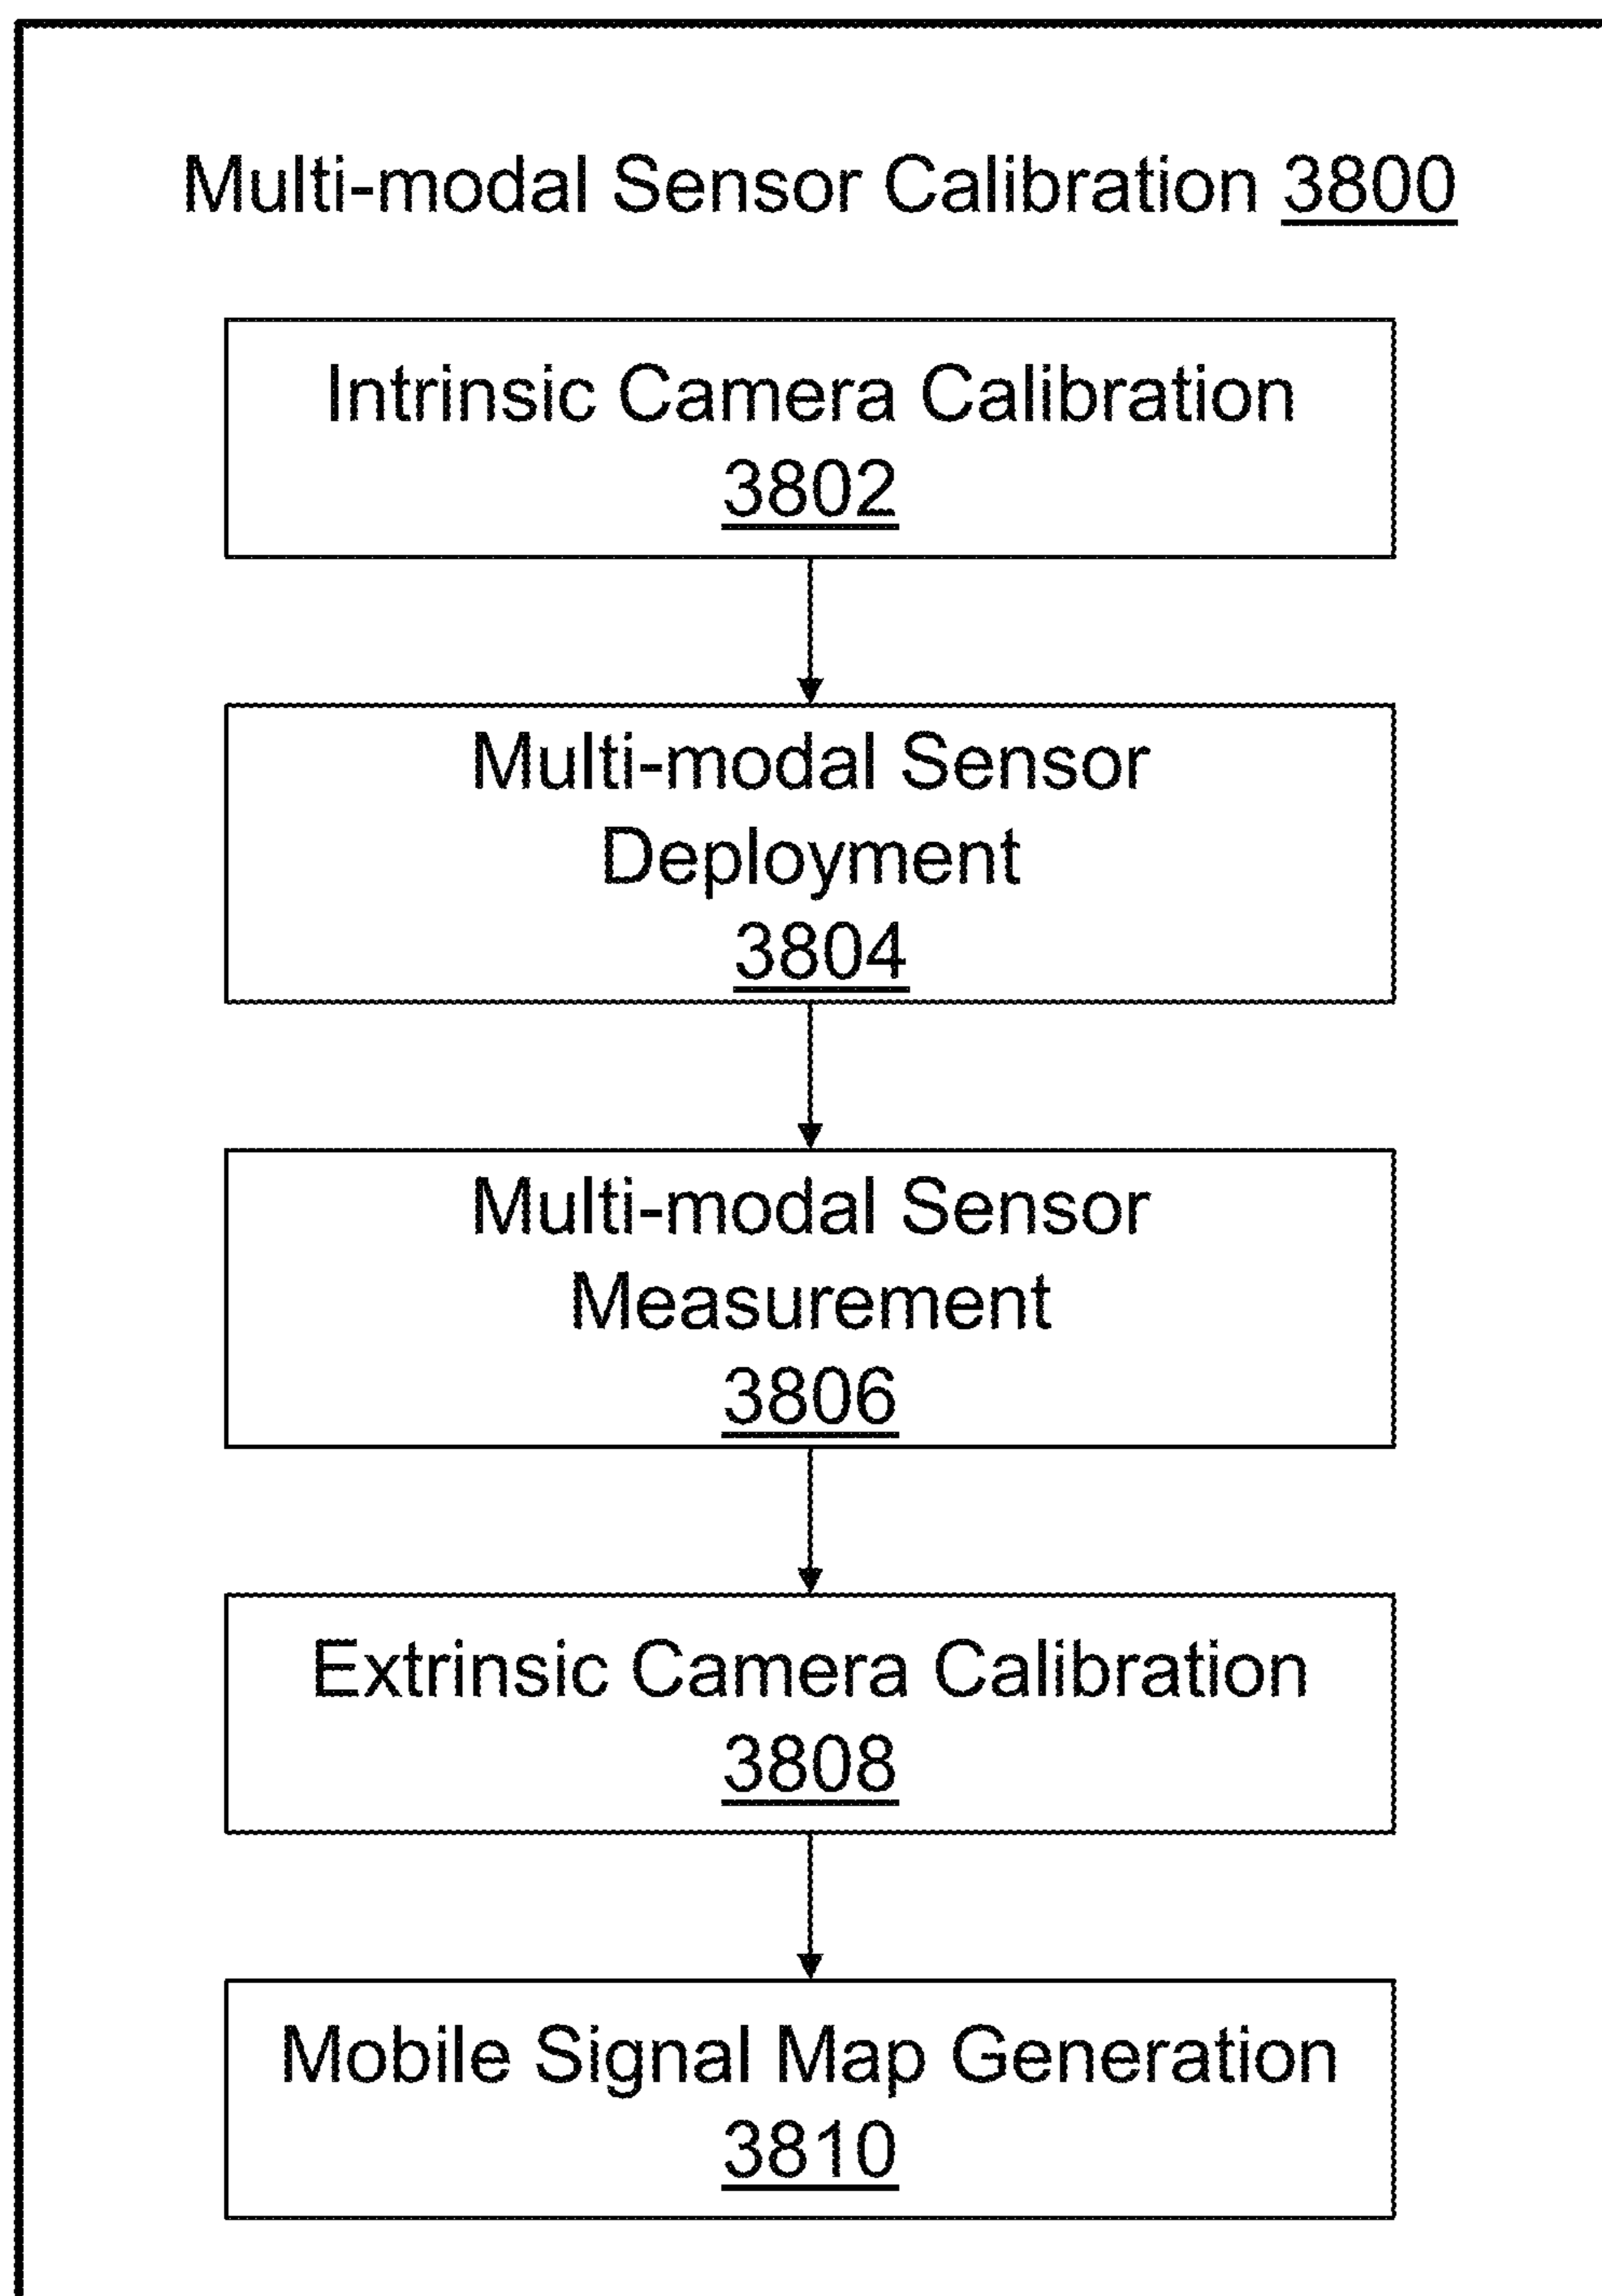 Multi-modal Sensor Calibration 3800
Intrinsic Camera Calibration
3802
Multi-modal Sensor
Deployment
3804
Multi-modal Sensor
Measurement
3806
Extrinsic Camera Calibration
3808
Mobile Signal Map Generation
3810